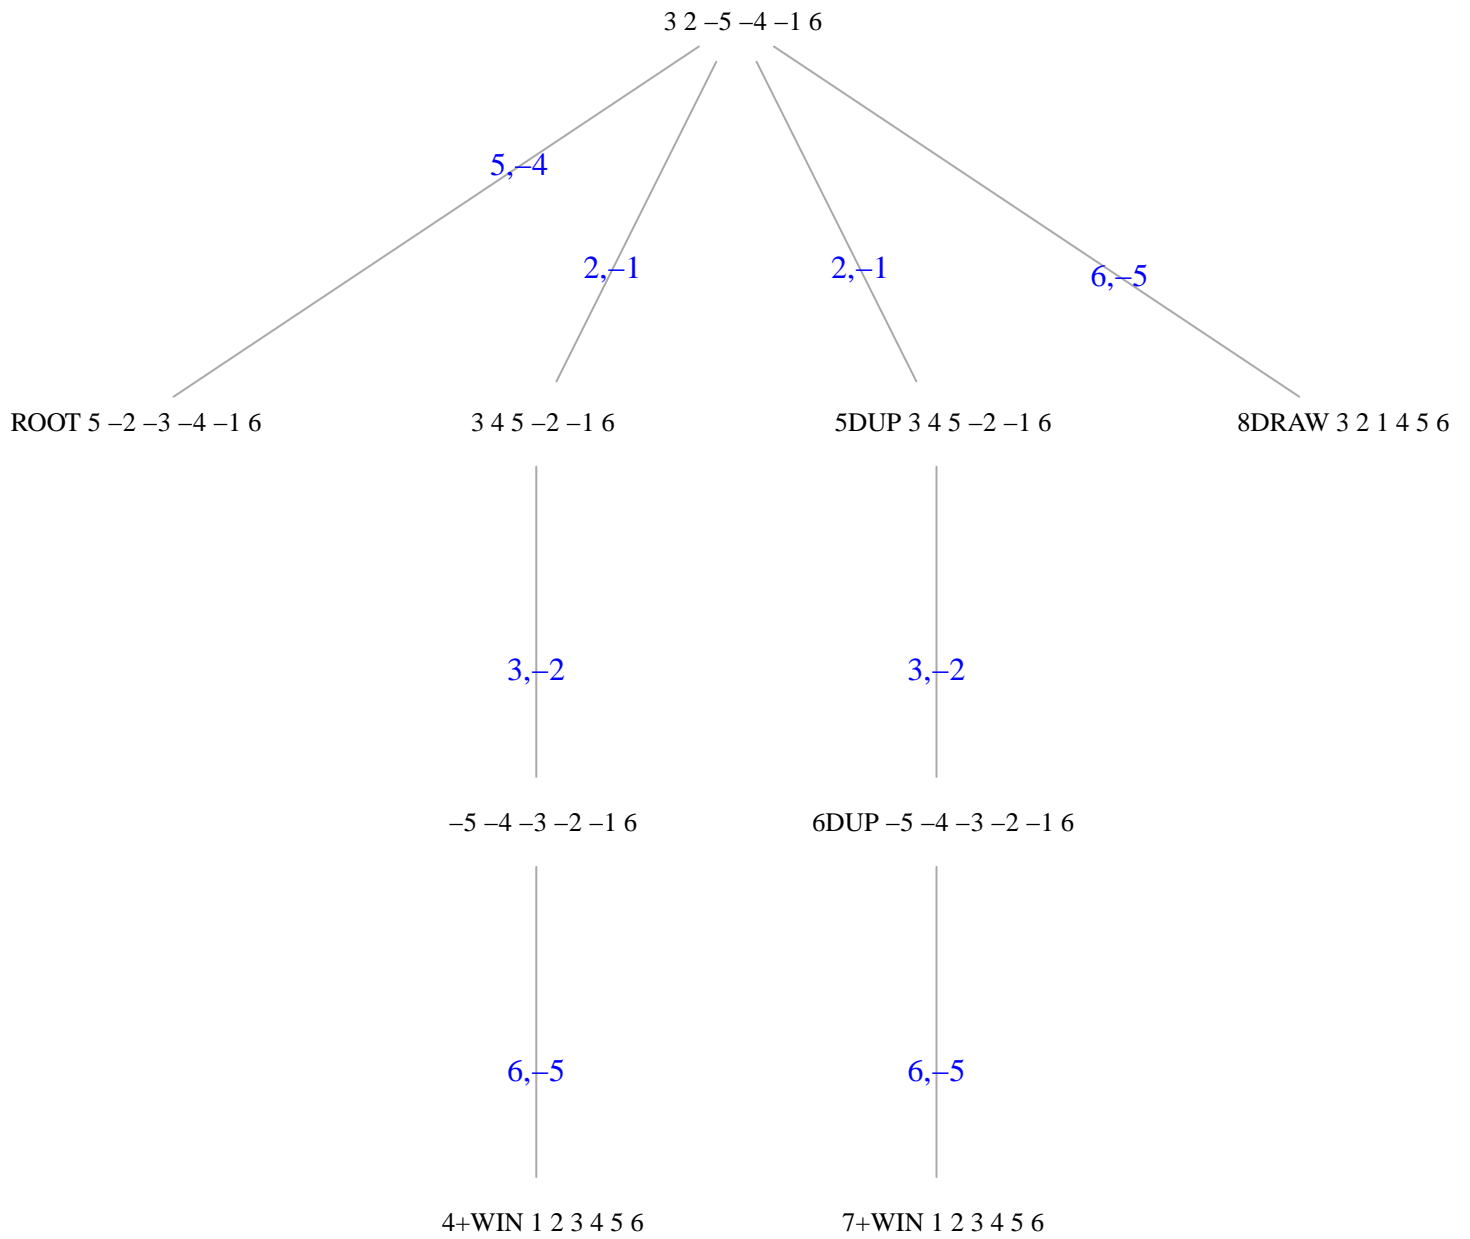 3 2 –5 –4 –1 6
5,–4
2,–1
2,–1
6,–5
ROOT 5 –2 –3 –4 –1 6
3 4 5 –2 –1 6
5DUP 3 4 5 –2 –1 6
8DRAW 3 2 1 4 5 6
3,–2
3,–2
–5 –4 –3 –2 –1 6
6DUP –5 –4 –3 –2 –1 6
6,–5
6,–5
4+WIN 1 2 3 4 5 6
7+WIN 1 2 3 4 5 6